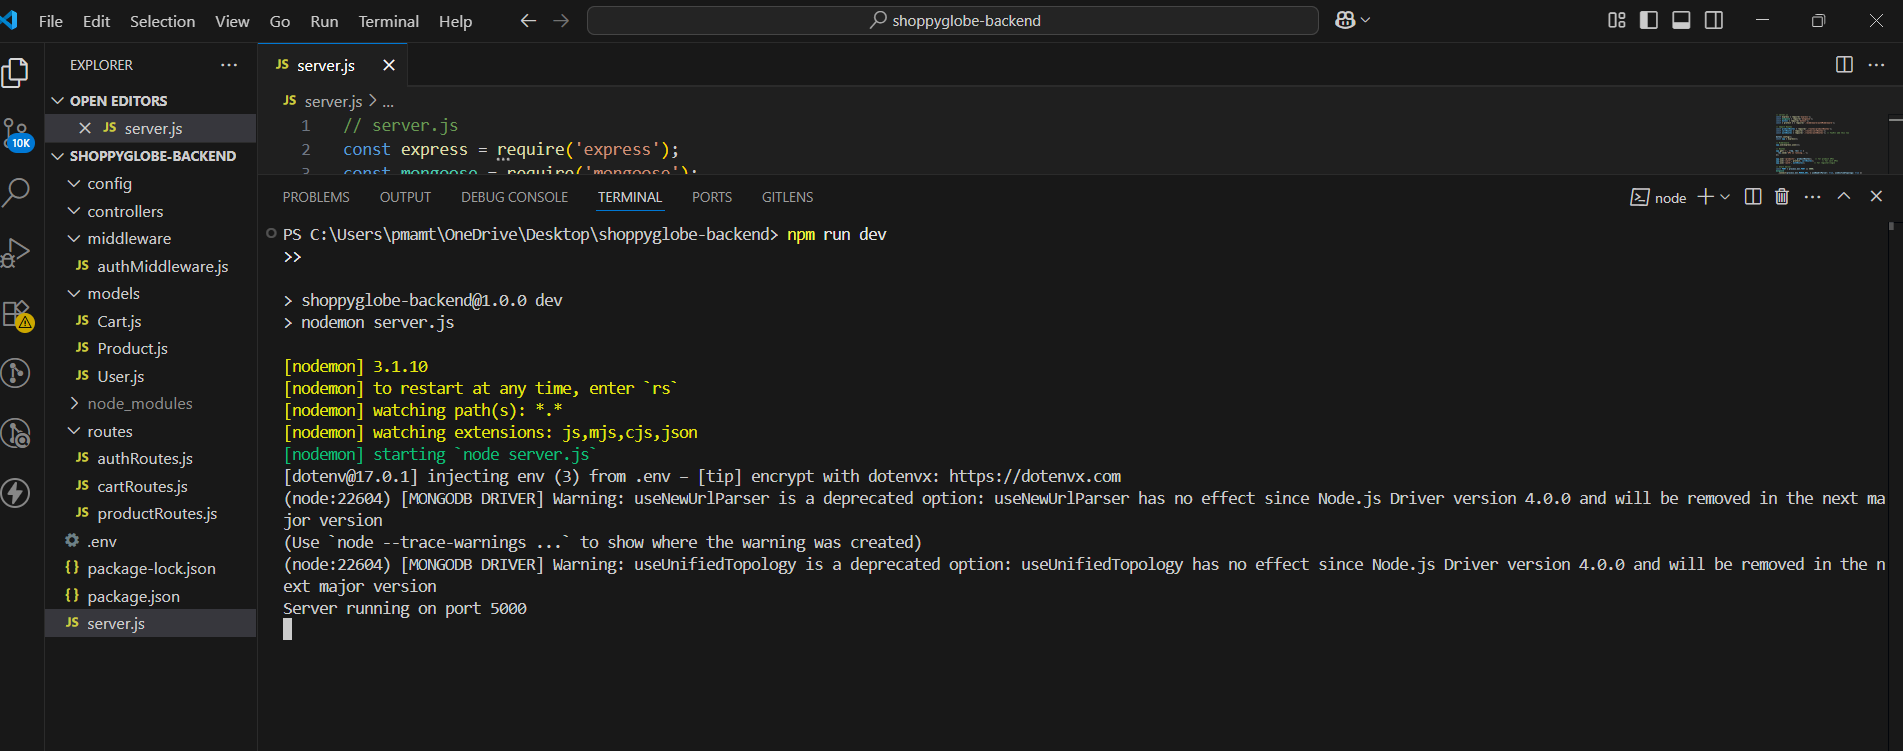 File Edit Selection View Go Run Terminal Help
shoppyglobe-backend
EXPLORER
OPEN EDITORS
JS server.js
SHOPPYGLOBE-BACKEND
config
controllers
middleware
JS authMiddleware.js
models
JS Cart.js
JS Product.js
JS User.js
node_modules
routes
JS authRoutes.js
JS cartRoutes.js
JS productRoutes.js
.env
{} package-lock.json
{} package.json
JS server.js
10K
JS server.js
JS server.js > ...
1 // server.js
2 const express = require('express');
3 const mongoose = require('mongoose');
PROBLEMS OUTPUT DEBUG CONSOLE TERMINAL PORTS GITLENS
node
PS C:\Users\pmamt\OneDrive\Desktop\shoppyglobe-backend> npm run dev
>>
> shoppyglobe-backend@1.0.0 dev
> nodemon server.js
[nodemon] 3.1.10
[nodemon] to restart at any time, enter `rs`
[nodemon] watching path(s): *.*
[nodemon] watching extensions: js,mjs,cjs,json
[nodemon] starting `node server.js`
[dotenv@17.0.1] injecting env (3) from .env – [tip] encrypt with dotenvx: https://dotenvx.com
(node:22604) [MONGODB DRIVER] Warning: useNewUrlParser is a deprecated option: useNewUrlParser has no effect since Node.js Driver version 4.0.0 and will be removed in the next ma
jor version
(Use `node --trace-warnings ...` to show where the warning was created)
(node:22604) [MONGODB DRIVER] Warning: useUnifiedTopology is a deprecated option: useUnifiedTopology has no effect since Node.js Driver version 4.0.0 and will be removed in the n
ext major version
Server running on port 5000